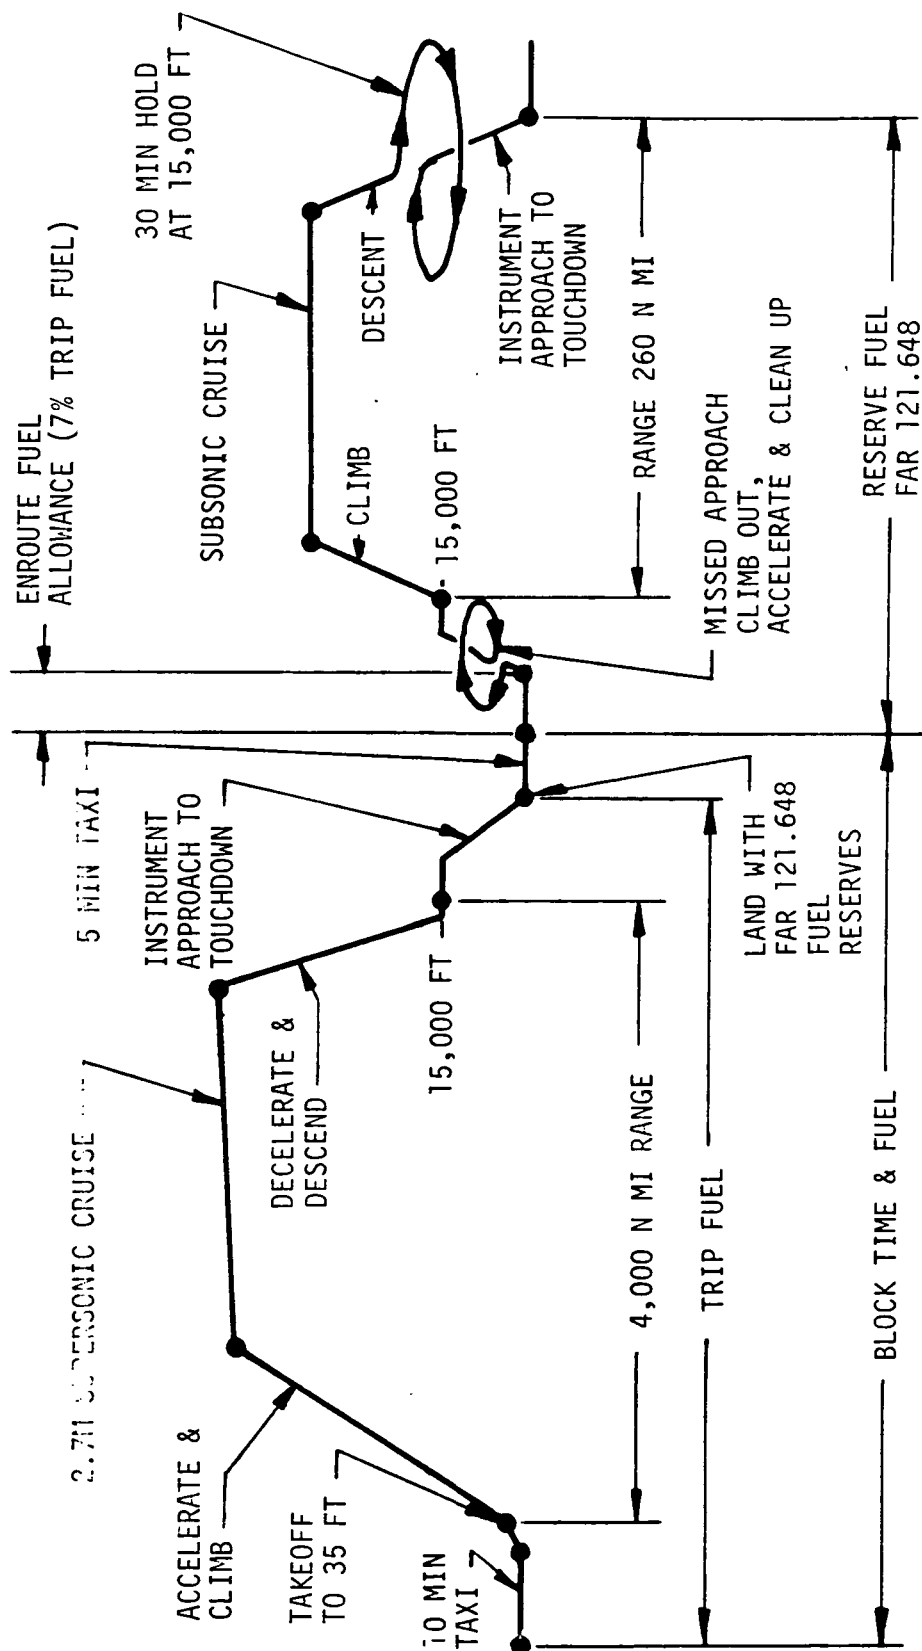 ENROUTE FUEL
ALLOWANCE (7% TRIP FUEL)
2.7M SUPERSONIC CRUISE
5 MIN TAXI
30 MIN HOLD
AT 15,000 FT
ACCELERATE &
CLIMB
INSTRUMENT
APPROACH TO
TOUCHDOWN
SUBSONIC CRUISE
TAKEOFF
TO 35 FT
DECELERATE &
DESCEND
CLIMB
DESCENT
10 MIN
TAXI
15,000 FT
15,000 FT
INSTRUMENT
APPROACH TO
TOUCHDOWN
4,000 N MI RANGE
RANGE 260 N MI
TRIP FUEL
LAND WITH
FAR 121.648
FUEL
RESERVES
MISSED APPROACH
CLIMB OUT,
ACCELERATE & CLEAN UP
BLOCK TIME & FUEL
RESERVE FUEL
FAR 121.648